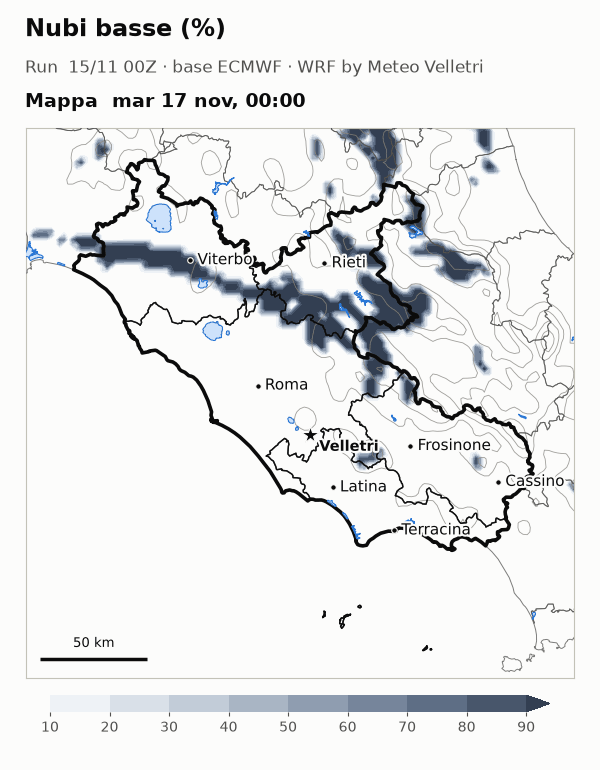 Nubi basse (%)
Run  15/11 00Z · base ECMWF · WRF by Meteo Velletri
Mappa  mar 17 nov, 00:00
Viterbo
Rieti
Roma
Velletri
Frosinone
Cassino
Latina
Terracina
50 km
10 20 30 40 50 60 70 80 90